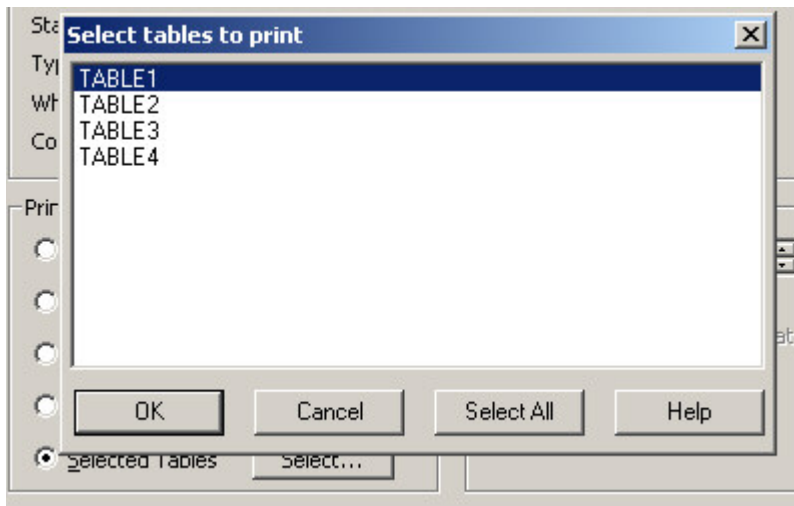 Select tables to print
TABLE1
TABLE2
TABLE3
TABLE4
OK Cancel Select All Help
Selected Tables Select...